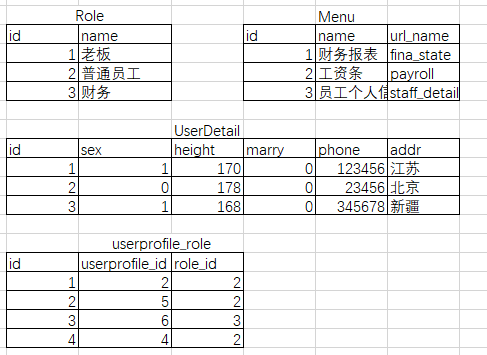 Role Menu
id name id name url_name
1 老板 1 财务报表 fina_state
2 普通员工 2 工资条 payroll
3 财务 3 员工个人信 staff_detail
UserDetail
id sex height marry phone addr
1 1 170 0 123456 江苏
2 0 178 0 23456 北京
3 1 168 0 345678 新疆
userprofile_role
id userprofile_id role_id
1 2 2
2 5 2
3 6 3
4 4 2